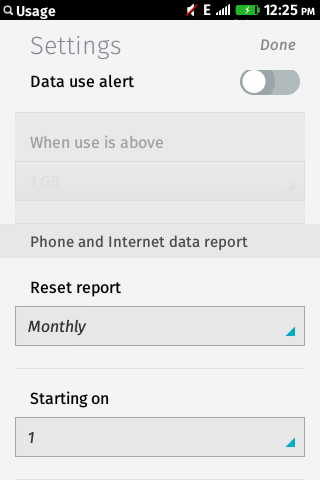 Usage E 12:25 PM
Settings Done
Data use alert
When use is above
1 GB
Phone and Internet data report
Reset report
Monthly
Starting on
1